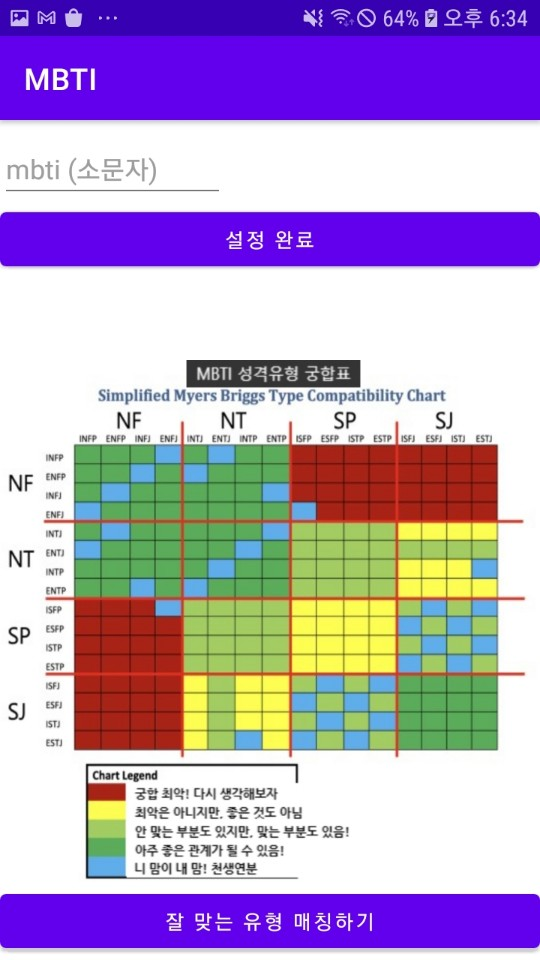 64% 오후 6:34
MBTI
mbti (소문자)
설정 완료
MBTI 성격유형 궁합표
Simplified Myers Briggs Type Compatibility Chart
NF NT SP SJ
INFP ENFP INFJ ENFJ INTJ ENTJ INTP ENTP ISFP ESFP ISTP ESTP ISFJ ESFJ ISTJ ESTJ
NF
INFP
ENFP
INFJ
ENFJ
NT
INTJ
ENTJ
INTP
ENTP
SP
ISFP
ESFP
ISTP
ESTP
SJ
ISFJ
ESFJ
ISTJ
ESTJ
Chart Legend
궁합 최악! 다시 생각해보자
최악은 아니지만, 좋은 것도 아님
안 맞는 부분도 있지만, 맞는 부분도 있음!
아주 좋은 관계가 될 수 있음!
니 맘이 내 맘! 천생연분
잘 맞는 유형 매칭하기